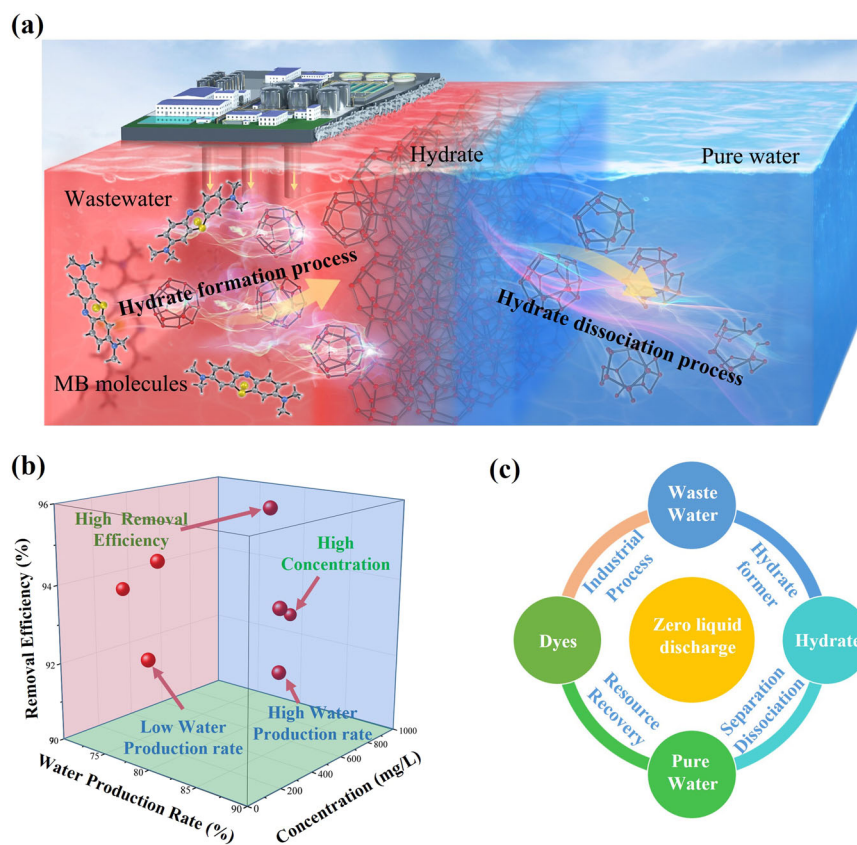 (a)
Hydrate
Pure water
Wastewater
Hydrate formation process
Hydrate dissociation process
MB molecules
(b)
96
94
92
90
Removal Efficiency (%)
High Removal
Efficiency
High
Concentration
Low Water
Production rate
High Water
Production rate
75
80
85
90
Water Production Rate (%)
0
200
400
600
800
1000
Concentration (mg/L)
(c)
Waste
Water
Industrial
Process
Hydrate
former
Dyes
Zero liquid
discharge
Hydrate
Resource
Recovery
Separation
Dissociation
Pure
Water